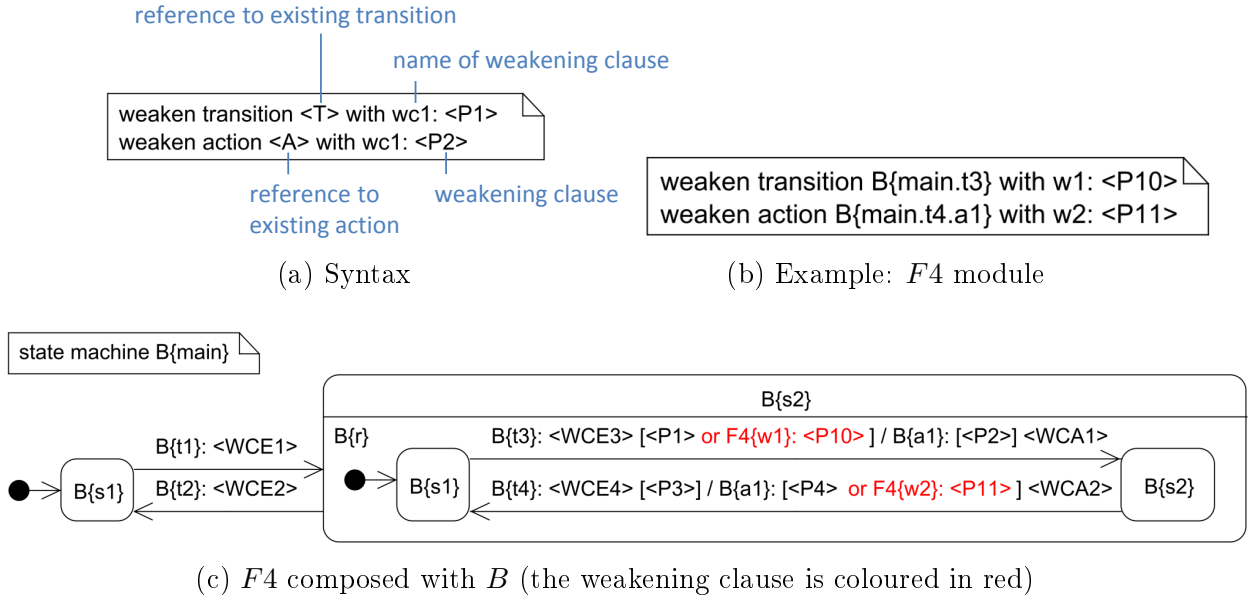 reference to existing transition
name of weakening clause
weaken transition <T> with wc1: <P1>
weaken action <A> with wc1: <P2>
reference to
existing action
weakening clause
(a) Syntax
weaken transition B{main.t3} with w1: <P10>
weaken action B{main.t4.a1} with w2: <P11>
(b) Example: F4 module
state machine B{main}
B{s2}
B{r}
B{t1}: <WCE1>
B{t2}: <WCE2>
B{s1}
B{t3}: <WCE3> [<P1> or F4{w1}: <P10> ] / B{a1}: [<P2>] <WCA1>
B{s1}
B{t4}: <WCE4> [<P3>] / B{a1}: [<P4> or F4{w2}: <P11> ] <WCA2>
B{s2}
(c) F4 composed with B (the weakening clause is coloured in red)